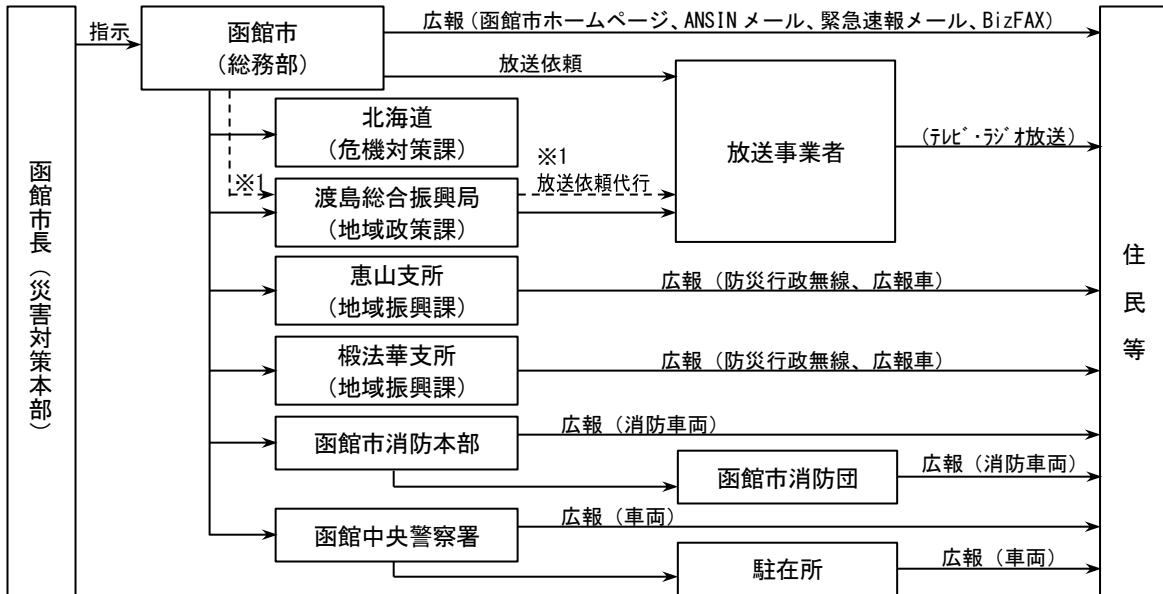 函館市長（災害対策本部）
指示
函館市
（総務部）
広報（函館市ホームページ、ANSINメール、緊急速報メール、BizFAX）
放送依頼
北海道
（危機対策課）
※1
※1
放送依頼代行
渡島総合振興局
（地域政策課）
放送事業者
（ﾃﾚﾋﾞ･ﾗｼﾞｵ放送）
恵山支所
（地域振興課）
広報（防災行政無線、広報車）
椴法華支所
（地域振興課）
広報（防災行政無線、広報車）
函館市消防本部
広報（消防車両）
函館市消防団
広報（消防車両）
函館中央警察署
広報（車両）
駐在所
広報（車両）
住民等